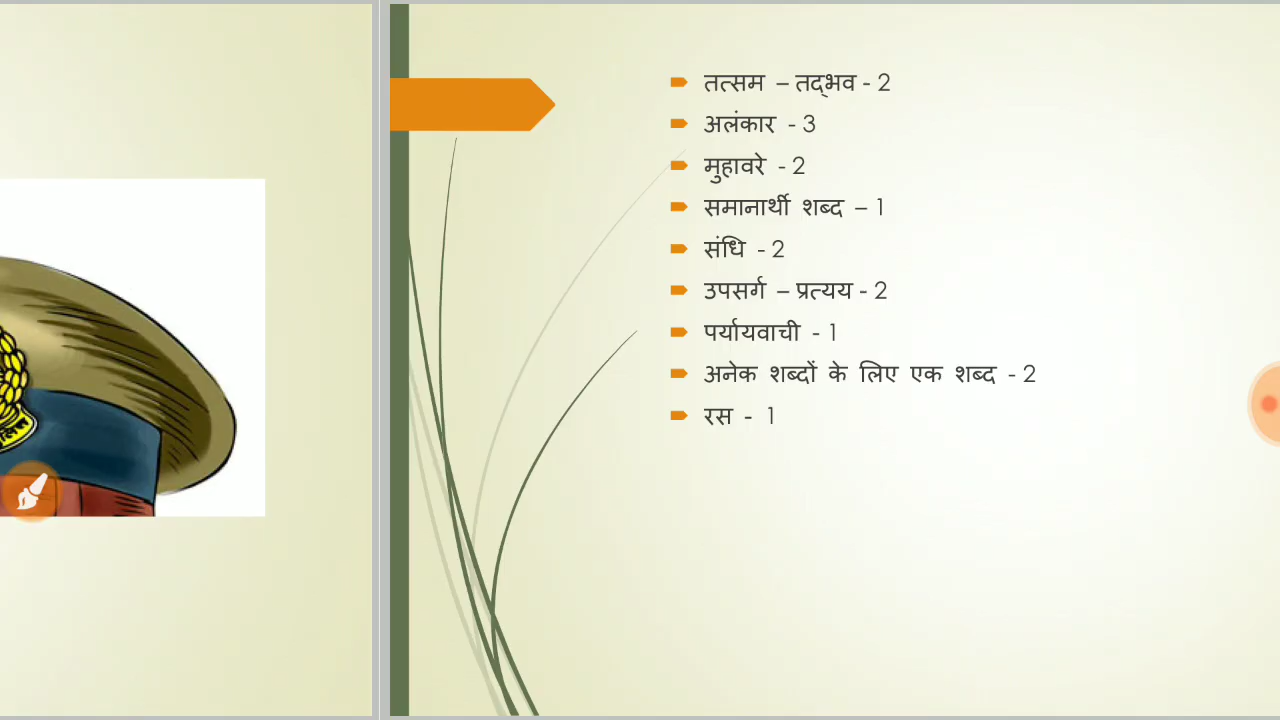 तत्सम – तद्भव - 2
अलंकार - 3
मुहावरे - 2
समानार्थी शब्द – 1
संधि - 2
उपसर्ग – प्रत्यय - 2
पर्यायवाची - 1
अनेक शब्दों के लिए एक शब्द - 2
रस - 1